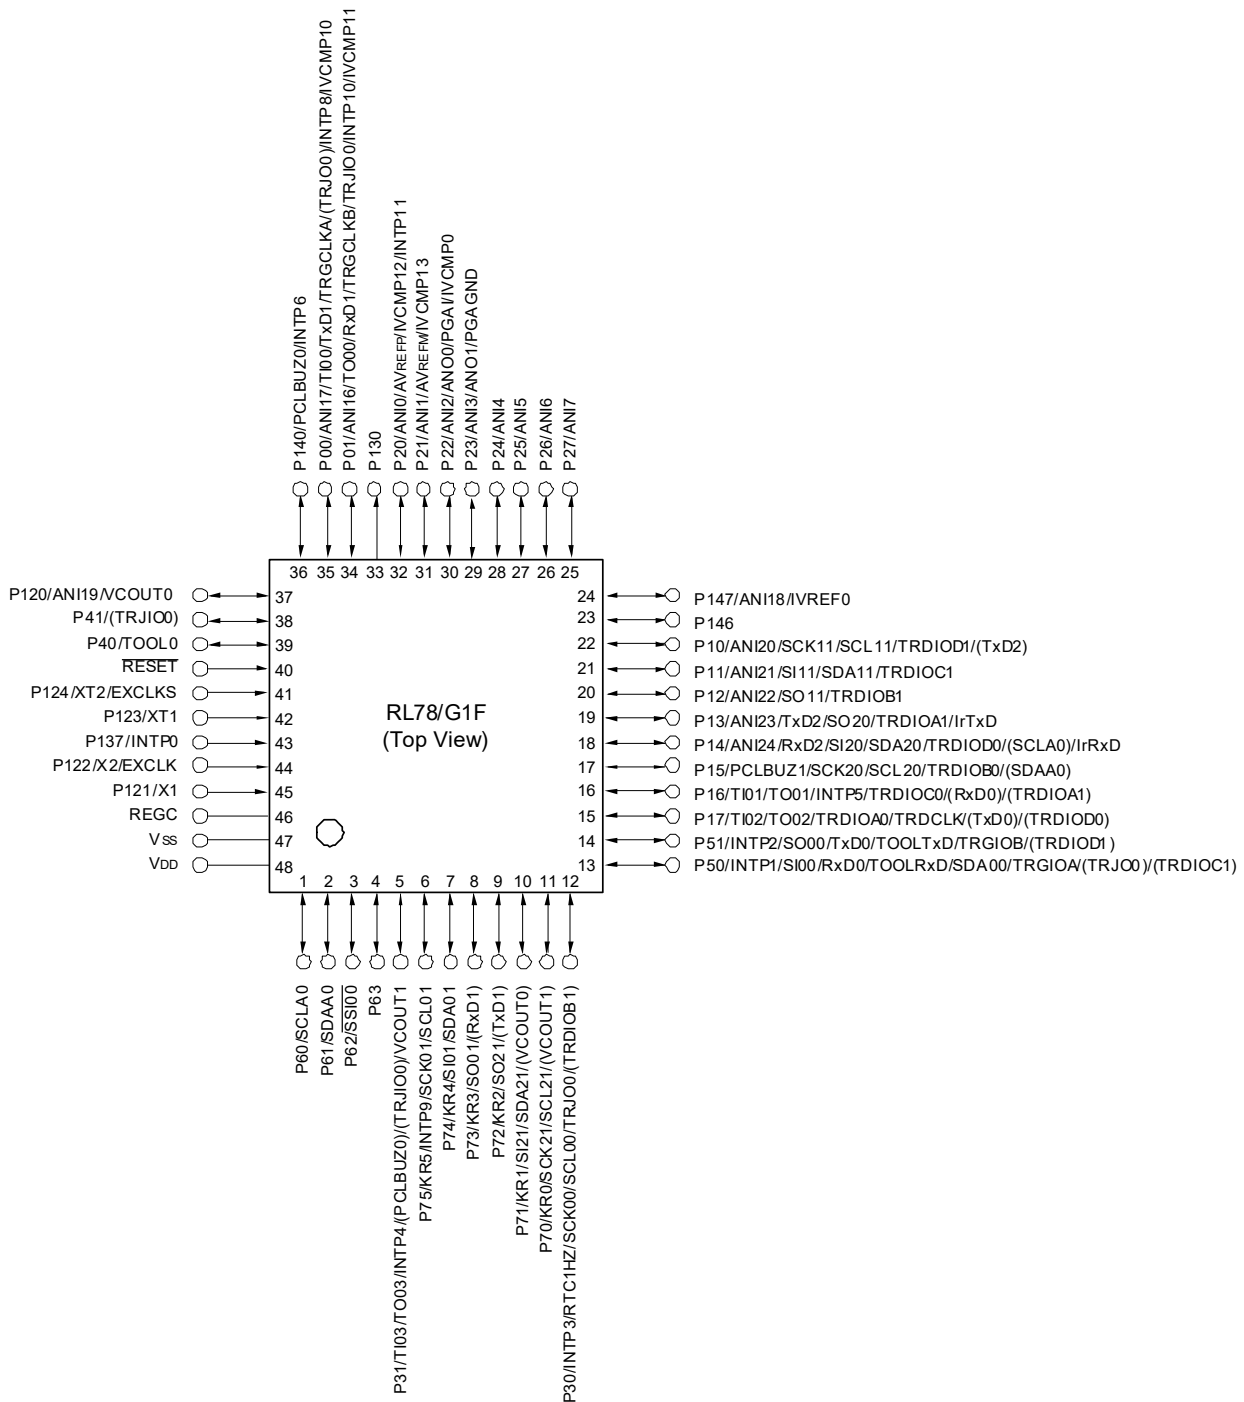 P140/PCLBUZ0/INTP6
P00/ANI17/TI00/TxD1/TRGCLKA/(TRJO0)/INTP8/IVCMP10
P01/ANI16/TO00/RxD1/TRGCLKB/TRJIO0/INTP10/IVCMP11
P130
P20/ANI0/AVREFP/IVCMP12/INTP11
P21/ANI1/AVREFM/IVCMP13
P22/ANI2/ANO0/PGAI/IVCMP0
P23/ANI3/ANO1/PGAGND
P24/ANI4
P25/ANI5
P26/ANI6
P27/ANI7
36 35 34 33 32 31 30 29 28 27 26 25
P120/ANI19/VCOUT0 37
P41/(TRJIO0) 38
P40/TOOL0 39
RESET 40
P124/XT2/EXCLKS 41
P123/XT1 42
P137/INTP0 43
P122/X2/EXCLK 44
P121/X1 45
REGC 46
VSS 47
VDD 48
RL78/G1F
(Top View)
24 P147/ANI18/IVREF0
23 P146
22 P10/ANI20/SCK11/SCL11/TRDIOD1/(TxD2)
21 P11/ANI21/SI11/SDA11/TRDIOC1
20 P12/ANI22/SO11/TRDIOB1
19 P13/ANI23/TxD2/SO20/TRDIOA1/IrTxD
18 P14/ANI24/RxD2/SI20/SDA20/TRDIOD0/(SCLA0)/IrRxD
17 P15/PCLBUZ1/SCK20/SCL20/TRDIOB0/(SDAA0)
16 P16/TI01/TO01/INTP5/TRDIOC0/(RxD0)/(TRDIOA1)
15 P17/TI02/TO02/TRDIOA0/TRDCLK/(TxD0)/(TRDIOD0)
14 P51/INTP2/SO00/TxD0/TOOLTxD/TRGIOB/(TRDIOD1)
13 P50/INTP1/SI00/RxD0/TOOLRxD/SDA00/TRGIOA/(TRJO0)/(TRDIOC1)
1 2 3 4 5 6 7 8 9 10 11 12
P60/SCLA0
P61/SDAA0
P62/SSI00
P63
P31/TI03/TO03/INTP4/(PCLBUZ0)/(TRJIO0)/VCOUT1
P75/KR5/INTP9/SCK01/SCL01
P74/KR4/SI01/SDA01
P73/KR3/SO01/(RxD1)
P72/KR2/SO21/(TxD1)
P71/KR1/SI21/SDA21/(VCOUT0)
P70/KR0/SCK21/SCL21/(VCOUT1)
P30/INTP3/RTC1HZ/SCK00/SCL00/TRJO0/(TRDIOB1)